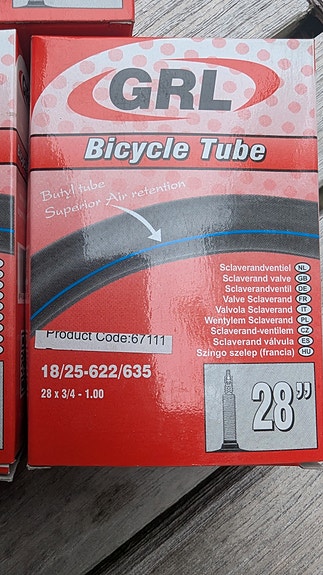 GRL
Bicycle Tube
Butyl tube
Superior Air retention
Sclaverandventiel NL
Sclaverand valve GB
Sclaverandventil DE
Valve Sclaverand FR
Valvola Sclaverand IT
Wentylem Sclaverand PL
Sclaverand-ventilem CZ
Sclaverand válvula ES
Szingo szelep (francia) HU
Product Code:67111
18/25-622/635
28 x 3/4 - 1.00
28"